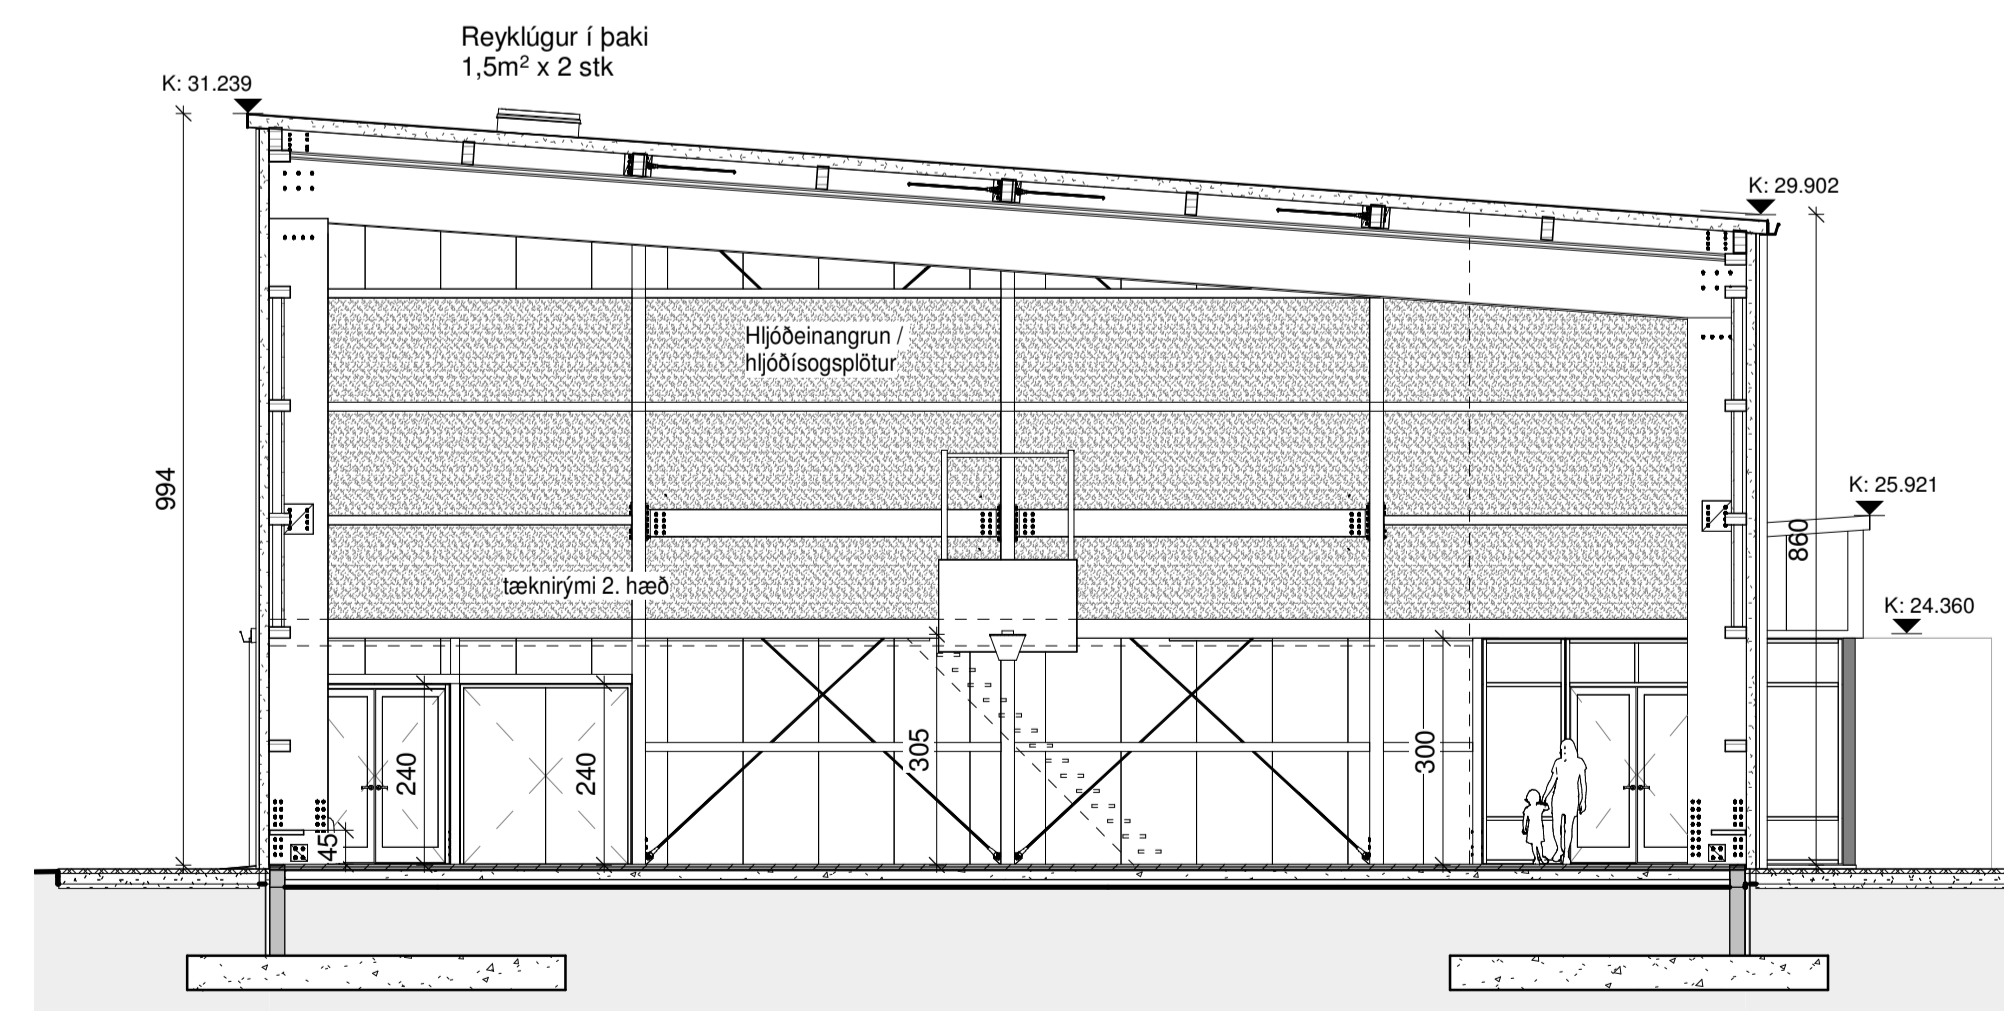 Reyklúgur í þaki
1,5m² x 2 stk
K: 31.239
K: 29.902
Hljóðeinangrun /
hljóðísogsplötur
994
K: 25.921
860
tæknirými 2. hæð
K: 24.360
240
240
305
300
45